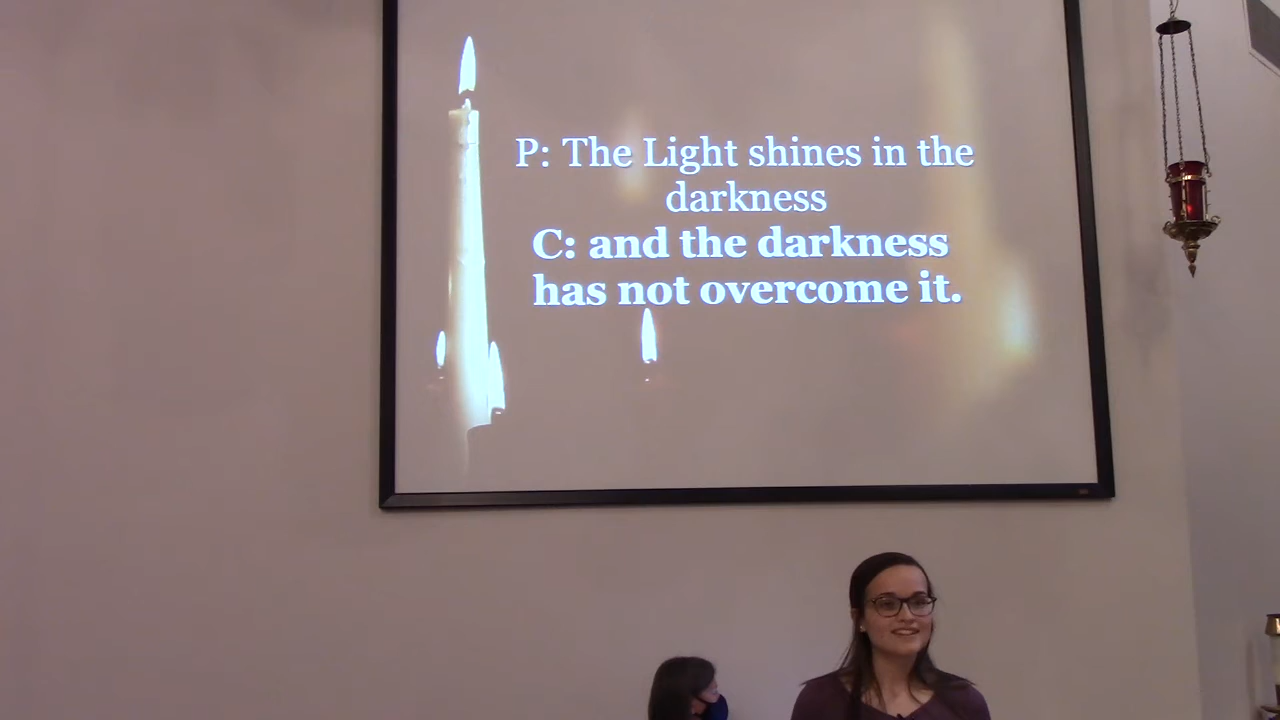 P: The Light shines in the
darkness
C: and the darkness
has not overcome it.